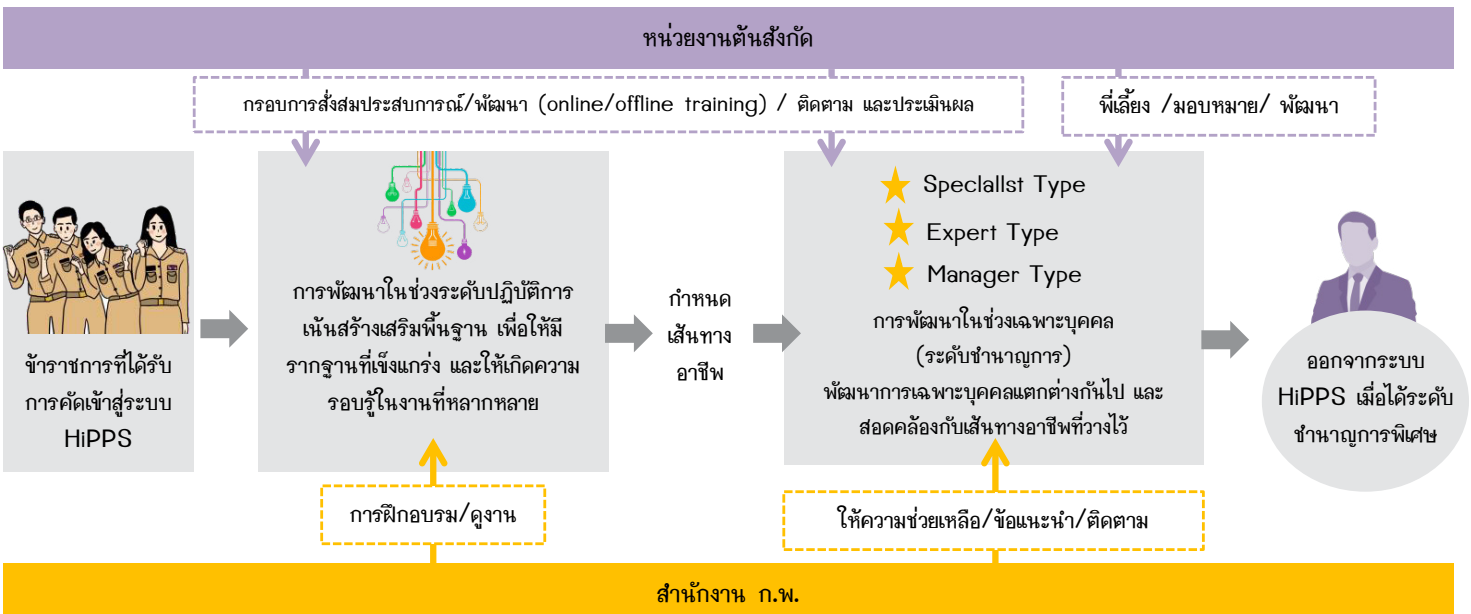 หน่วยงานต้นสังกัด
กรอบการสั่งสมประสบการณ์/พัฒนา (online/offline training) / ติดตาม และประเมินผล
พี่เลี้ยง /มอบหมาย/ พัฒนา
ข้าราชการที่ได้รับ
การคัดเข้าสู่ระบบ
HiPPS
การพัฒนาในช่วงระดับปฏิบัติการ
เน้นสร้างเสริมพื้นฐาน เพื่อให้มี
รากฐานที่เข็งแกร่ง และให้เกิดความ
รอบรู้ในงานที่หลากหลาย
กำหนด
เส้นทาง
อาชีพ
Speclallst Type
Expert Type
Manager Type
การพัฒนาในช่วงเฉพาะบุคคล
(ระดับชำนาญการ)
พัฒนาการเฉพาะบุคคลแตกต่างกันไป และ
สอดคล้องกับเส้นทางอาชีพที่วางไว้
ออกจากระบบ
HiPPS เมื่อได้ระดับ
ชำนาญการพิเศษ
การฝึกอบรม/ดูงาน
ให้ความช่วยเหลือ/ข้อแนะนำ/ติดตาม
สำนักงาน ก.พ.